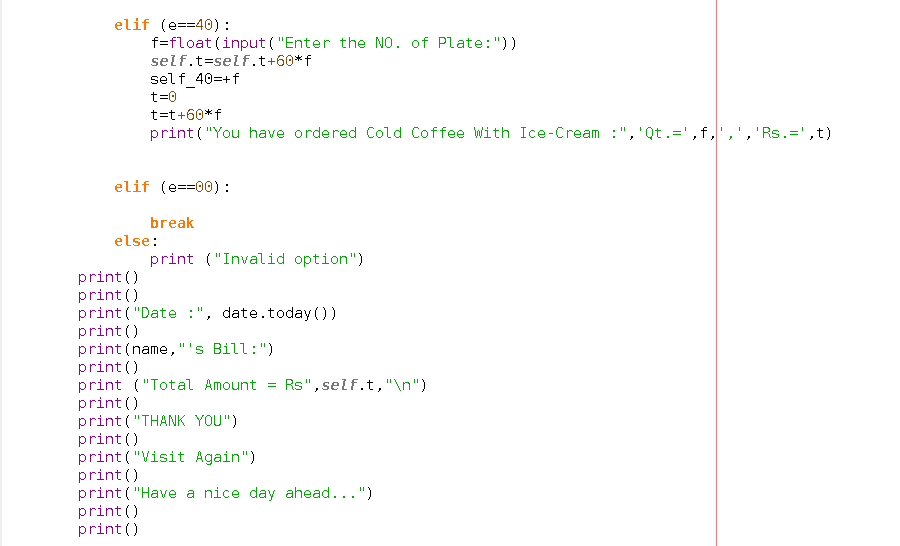 elif (e==40):
f=float(input("Enter the NO. of Plate:"))
self.t=self.t+60*f
self_40=+f
t=0
t=t+60*f
print("You have ordered Cold Coffee With Ice-Cream :",'Qt.=',f,',','Rs.=',t)
elif (e==00):
break
else:
print ("Invalid option")
print()
print()
print("Date :", date.today())
print()
print(name,"'s Bill:")
print()
print ("Total Amount = Rs",self.t,"\n")
print()
print("THANK YOU")
print()
print("Visit Again")
print()
print("Have a nice day ahead...")
print()
print()